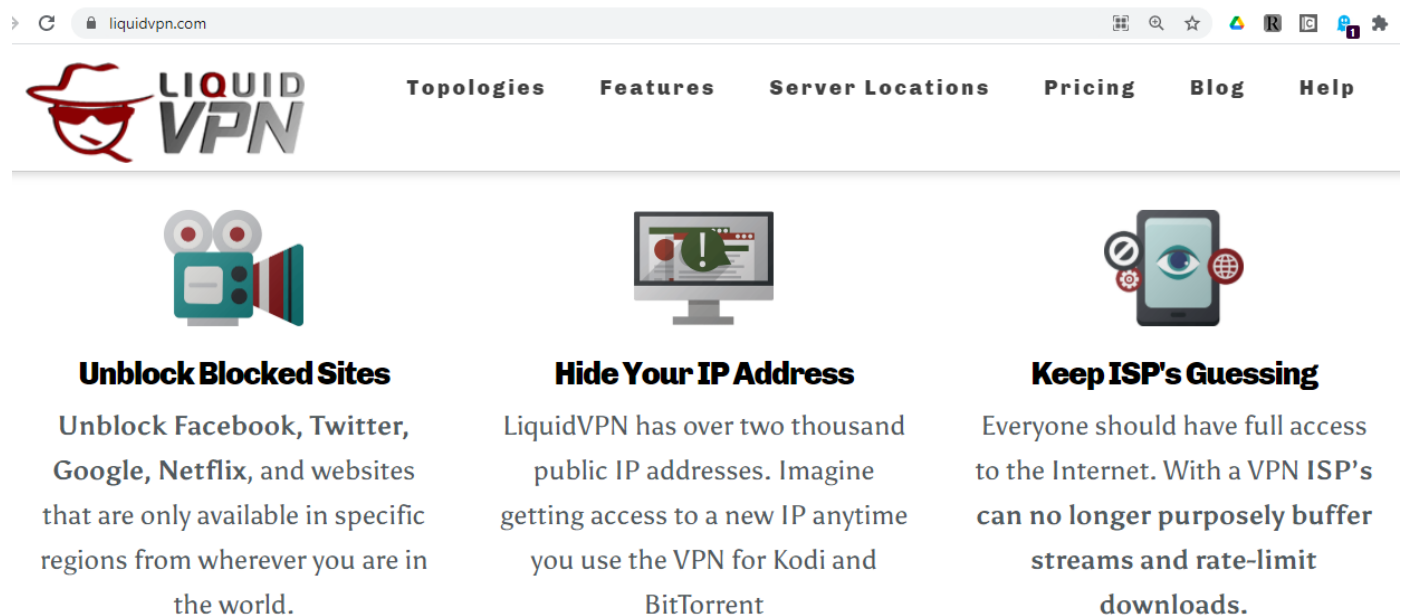 liquidvpn.com
1
LIQUID
VPN
Topologies Features Server Locations Pricing Blog Help
Unblock Blocked Sites
Unblock Facebook, Twitter,
Google, Netflix, and websites
that are only available in specific
regions from wherever you are in
the world.
Hide Your IP Address
LiquidVPN has over two thousand
public IP addresses. Imagine
getting access to a new IP anytime
you use the VPN for Kodi and
BitTorrent
Keep ISP's Guessing
Everyone should have full access
to the Internet. With a VPN ISP’s
can no longer purposely buffer
streams and rate-limit
downloads.